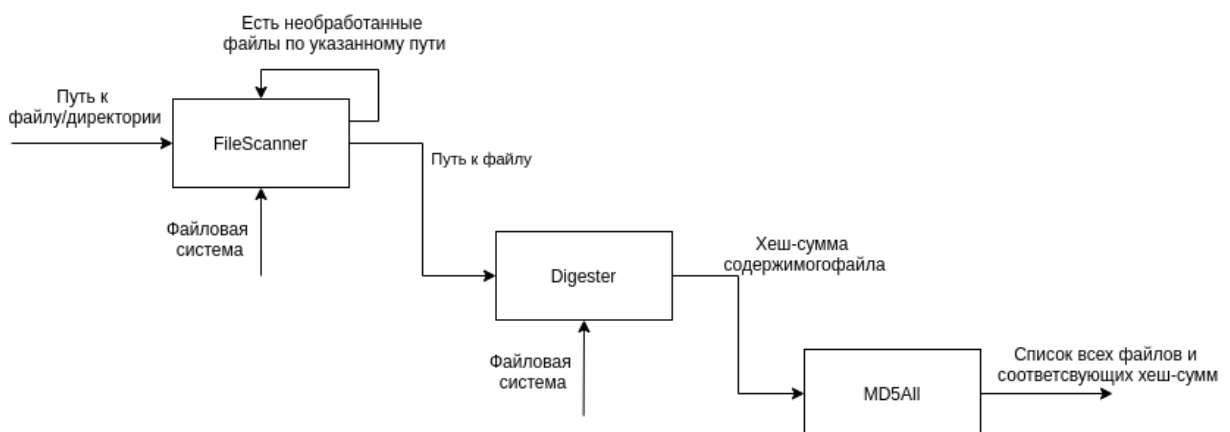 Есть необработанные
файлы по указанному пути
Путь к
файлу/директории
FileScanner
Путь к файлу
Файловая
система
Digester
Хеш-сумма
содержимогофайла
Файловая
система
MD5All
Список всех файлов и
соответсвующих хеш-сумм